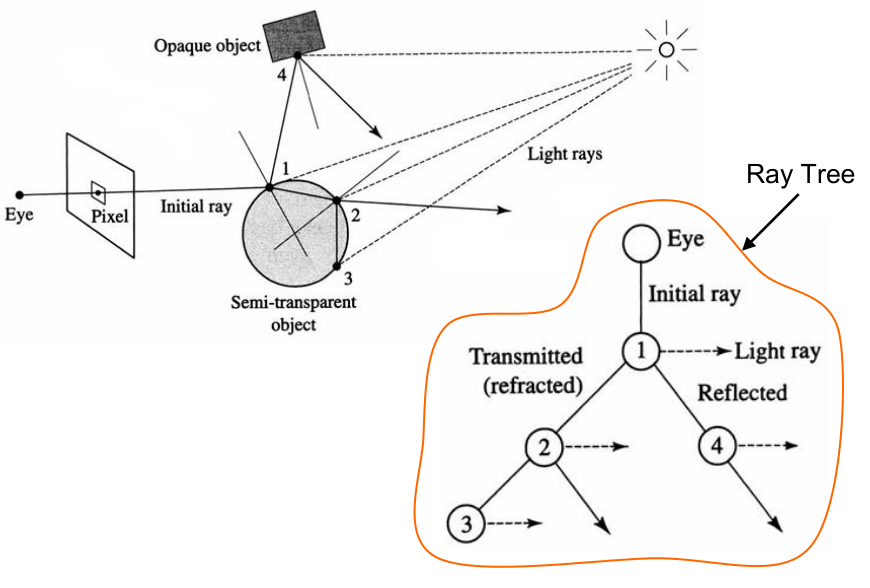 Opaque object
4
1
Light rays
Eye
Pixel
Initial ray
2
3
Semi-transparent
object
Ray Tree
Eye
Initial ray
1
Light ray
Transmitted
(refracted)
Reflected
2
4
3